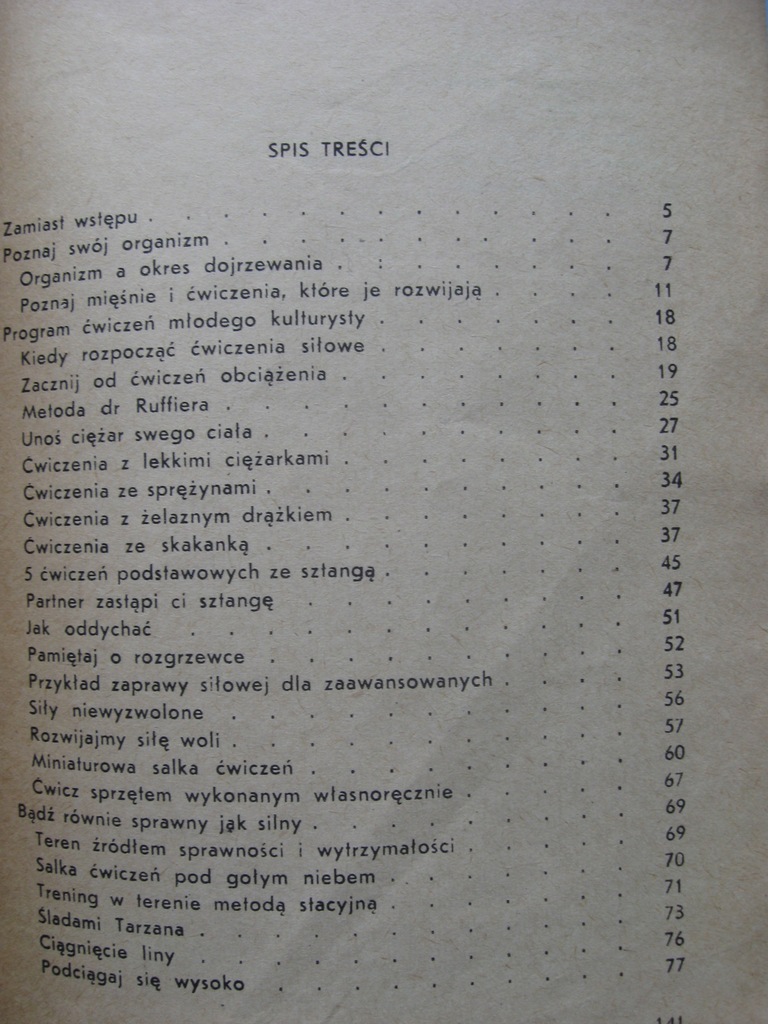 SPIS TREŚCI
Zamiast wstępu . . . . . . . . . . . . 5
Poznaj swój organizm . . . . . . . . . . 7
Organizm a okres dojrzewania . : . . . . . . 7
Poznaj mięśnie i ćwiczenia, które je rozwijają . . . . 11
Program ćwiczeń młodego kulturysty . . . . . . . 18
Kiedy rozpocząć ćwiczenia siłowe . . . . . . . 18
Zacznij od ćwiczeń obciążenia . . . . . . . . 19
Metoda dr Ruffiera . . . . . . . . . . . 25
Unoś ciężar swego ciała . . . . . . . . . . 27
Ćwiczenia z lekkimi ciężarkami . . . . . . . . 31
Ćwiczenia ze sprężynami . . . . . . . . . . 34
Ćwiczenia z żelaznym drążkiem . . . . . . . . 37
Ćwiczenia ze skakanką . . . . . . . . . . 37
5 ćwiczeń podstawowych ze sztangą . . . . . . . 45
Partner zastąpi ci sztangę . . . . . . . . . 47
Jak oddychać . . . . . . . . . . . . 51
Pamiętaj o rozgrzewce . . . . . . . . . . 52
Przykład zaprawy siłowej dla zaawansowanych . . . . 53
Siły niewyzwolone . . . . . . . . . . . 56
Rozwijajmy siłę woli . . . . . . . . . . . 57
Miniaturowa salka ćwiczeń . . . . . . . . . 60
Ćwicz sprzętem wykonanym własnoręcznie . . . . . 67
Bądź równie sprawny jak silny . . . . . . . . . 69
Teren źródłem sprawności i wytrzymałości . . . . . 69
Salka ćwiczeń pod gołym niebem . . . . . . . 70
Trening w terenie metodą stacyjną . . . . . . . 71
Śladami Tarzana . . . . . . . . . . . . 73
Ciągnięcie liny . . . . . . . . . . . . 76
Podciągaj się wysoko . . . . . . . . . . 77